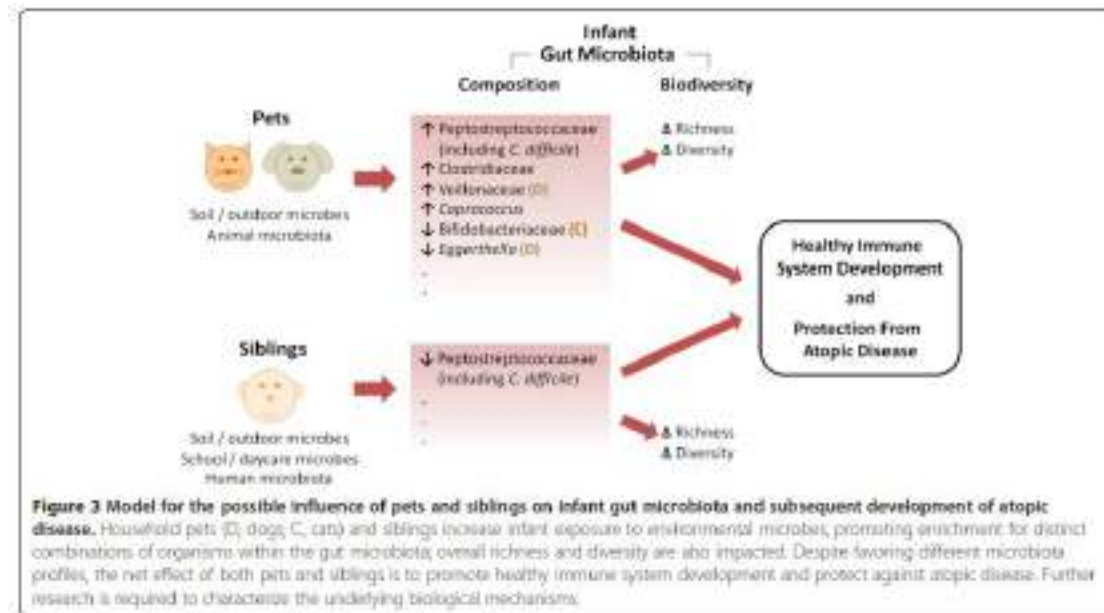 Infant
Gut Microbiota
Composition
Biodiversity
Pets
Soil / outdoor microbes
Animal microbiota
↑ Peptostreptococcaceae
(including C. difficile)
↑ Clostridiaceae
↑ Veillonaceae (D)
↑ Coprococcus
↓ Bifidobacteriaceae (C)
↓ Eggerthella (D)
.
.
Δ Richness
Δ Diversity
Healthy Immune
System Development
and
Protection From
Atopic Disease
Siblings
Soil / outdoor microbes
School / daycare microbes
Human microbiota
↓ Peptostreptococcaceae
(including C. difficile)
.
.
.
Δ Richness
Δ Diversity
Figure 3 Model for the possible influence of pets and siblings on infant gut microbiota and subsequent development of atopic
disease. Household pets (D, dogs; C, cats) and siblings increase infant exposure to environmental microbes, promoting enrichment for distinct
combinations of organisms within the gut microbiota; overall richness and diversity are also impacted. Despite favoring different microbiota
profiles, the net effect of both pets and siblings is to promote healthy immune system development and protect against atopic disease. Further
research is required to characterize the underlying biological mechanisms.